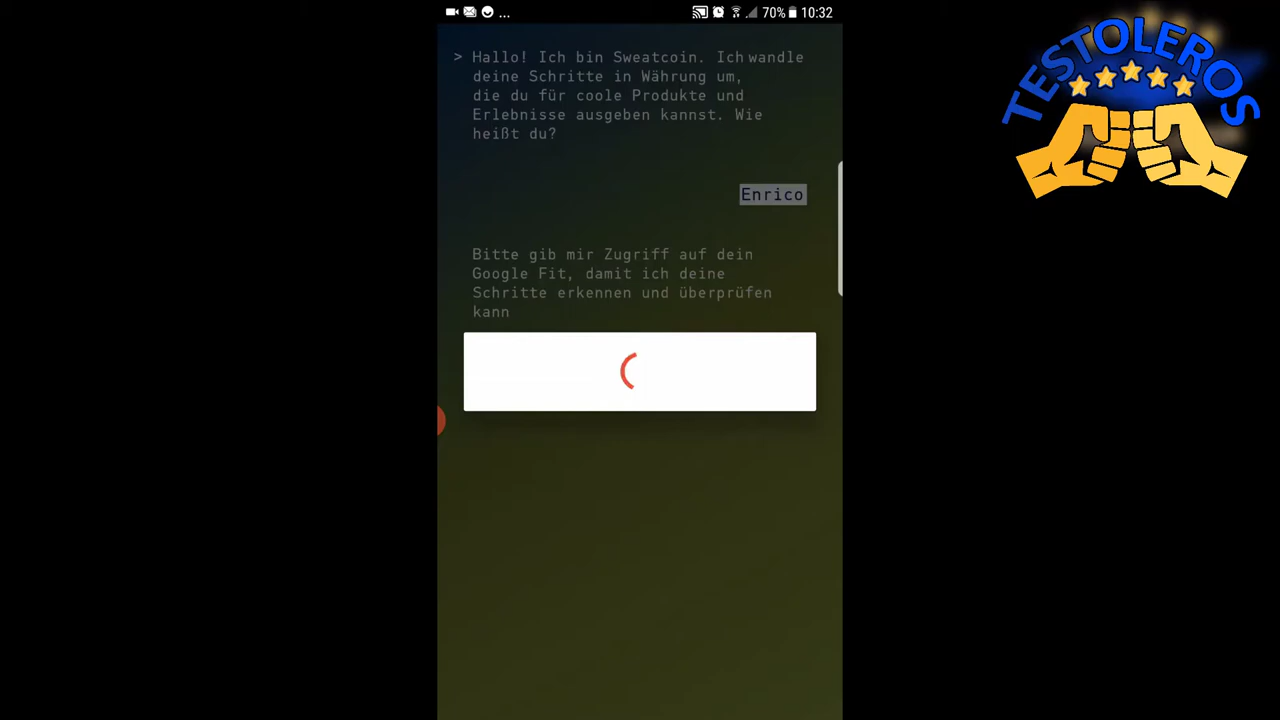 ... 70% 10:32
> Hallo! Ich bin Sweatcoin. Ich wandle
deine Schritte in Währung um,
die du für coole Produkte und
Erlebnisse ausgeben kannst. Wie
heißt du?
Enrico
Bitte gib mir Zugriff auf dein
Google Fit, damit ich deine
Schritte erkennen und überprüfen
kann
TESTOLEROS